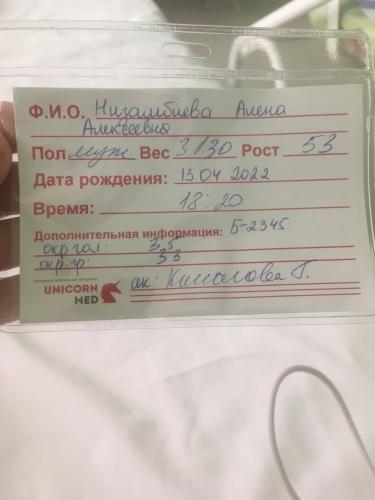 Ф.И.О. Низамбиева Алена
Алексеевна
Пол муж Вес 3130 Рост 53
Дата рождения: 13.04.2022
Время: 18:20
Дополнительная информация: Б-2345
окр.гол: 35
окр.гр: 33
UNICORN
MED
ак: Г.